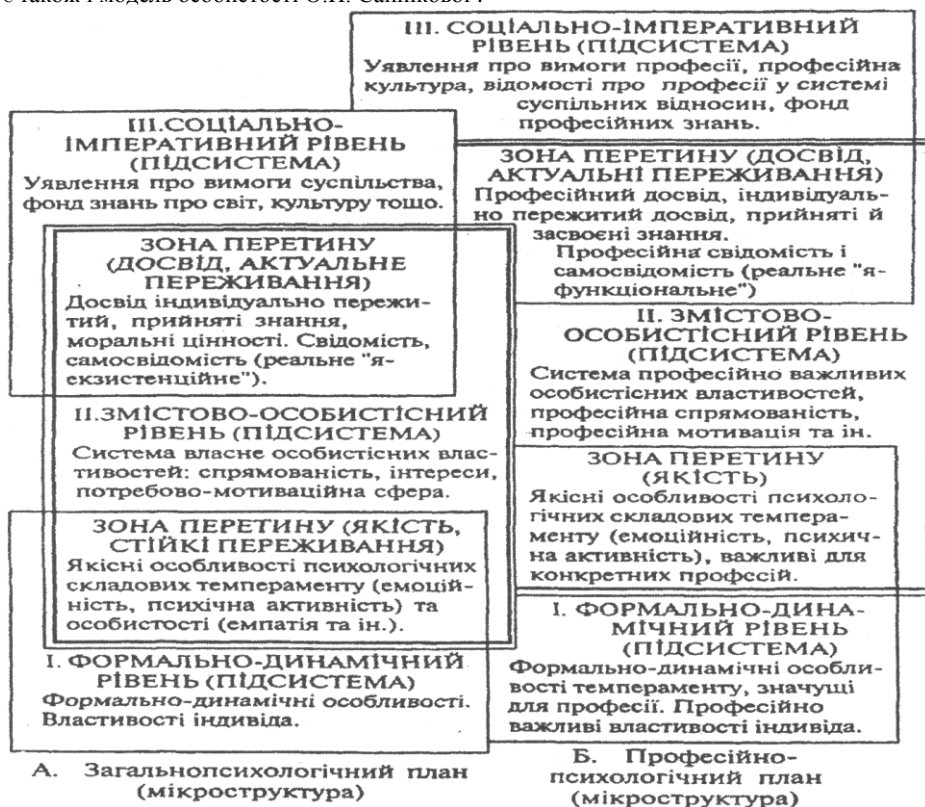 також і модель особистості О.П. Саннікової :
III. СОЦІАЛЬНО-ІМПЕРАТИВНИЙ
РІВЕНЬ (ПІДСИСТЕМА)
Уявлення про вимоги професії, професійна
культура, відомості про професії у системі
суспільних відносин, фонд
професійних знань.
ЗОНА ПЕРЕТИНУ (ДОСВІД,
АКТУАЛЬНІ ПЕРЕЖИВАННЯ)
Професійний досвід, індивідуаль-
но пережитий досвід, прийняті й
засвоєні знання.
Професійна свідомість і
самосвідомість (реальне "я-
функціональне")
II. ЗМІСТОВО-
ОСОБИСТІСНИЙ РІВЕНЬ
(ПІДСИСТЕМА)
Система професійно важливих
особистісних властивостей,
професійна спрямованість,
професійна мотивація та ін.
ЗОНА ПЕРЕТИНУ
(ЯКІСТЬ)
Якісні особливості психоло-
гічних складових темпера-
менту (емоційність, психич-
на активність), важливі для
конкретних професій.
I. ФОРМАЛЬНО-ДИНА-
МІЧНИЙ РІВЕНЬ
(ПІДСИСТЕМА)
Формально-динамічні особли-
вості темпераменту, значущі
для професії. Професійно
важливі властивості індивіда.
Б. Професійно-
психологічний план
(мікроструктура)
III.СОЦІАЛЬНО-
ІМПЕРАТИВНИЙ РІВЕНЬ
(ПІДСИСТЕМА)
Уявлення про вимоги суспільства,
фонд знань про світ, культуру тощо.
ЗОНА ПЕРЕТИНУ
(ДОСВІД, АКТУАЛЬНЕ
ПЕРЕЖИВАННЯ)
Досвід індивідуально пережи-
тий, прийняті знання,
моральні цінності. Свідомість,
самосвідомість (реальне "я-
екзистенційне").
II.ЗМІСТОВО-ОСОБИСТІСНИЙ
РІВЕНЬ (ПІДСИСТЕМА)
Система власне особистісних влас-
тивостей: спрямованість, інтереси,
потребово-мотиваційна сфера.
ЗОНА ПЕРЕТИНУ (ЯКІСТЬ,
СТІЙКІ ПЕРЕЖИВАННЯ)
Якісні особливості психологічних
складових темпераменту (емоцій-
ність, психічна активність) та
особистості (емпатія та ін.).
I. ФОРМАЛЬНО-ДИНАМІЧНИЙ
РІВЕНЬ (ПІДСИСТЕМА)
Формально-динамічні особливості.
Властивості індивіда.
А. Загальнопсихологічний план
(мікроструктура)